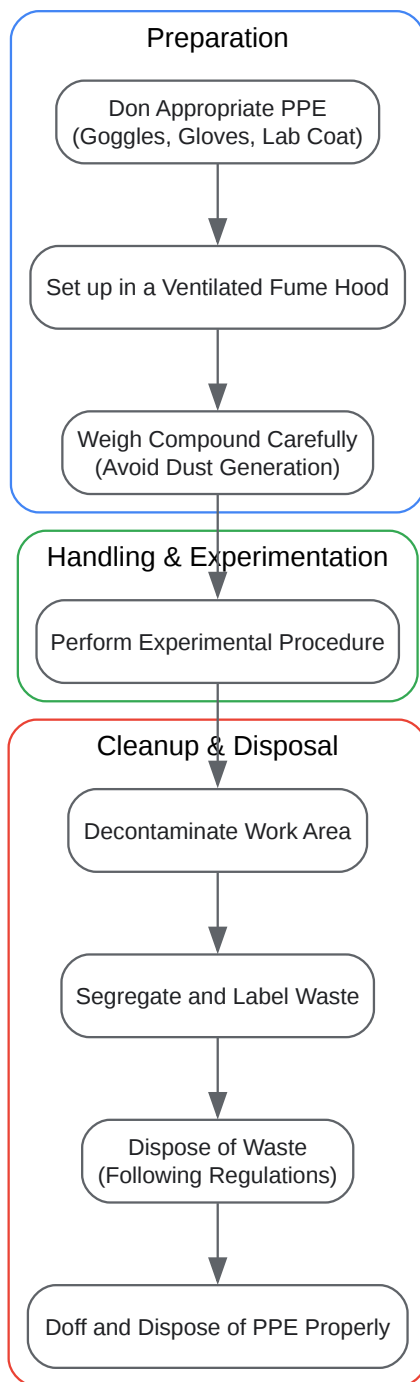 Preparation
Don Appropriate PPE
(Goggles, Gloves, Lab Coat)
Set up in a Ventilated Fume Hood
Weigh Compound Carefully
(Avoid Dust Generation)
Handling & Experimentation
Perform Experimental Procedure
Cleanup & Disposal
Decontaminate Work Area
Segregate and Label Waste
Dispose of Waste
(Following Regulations)
Doff and Dispose of PPE Properly